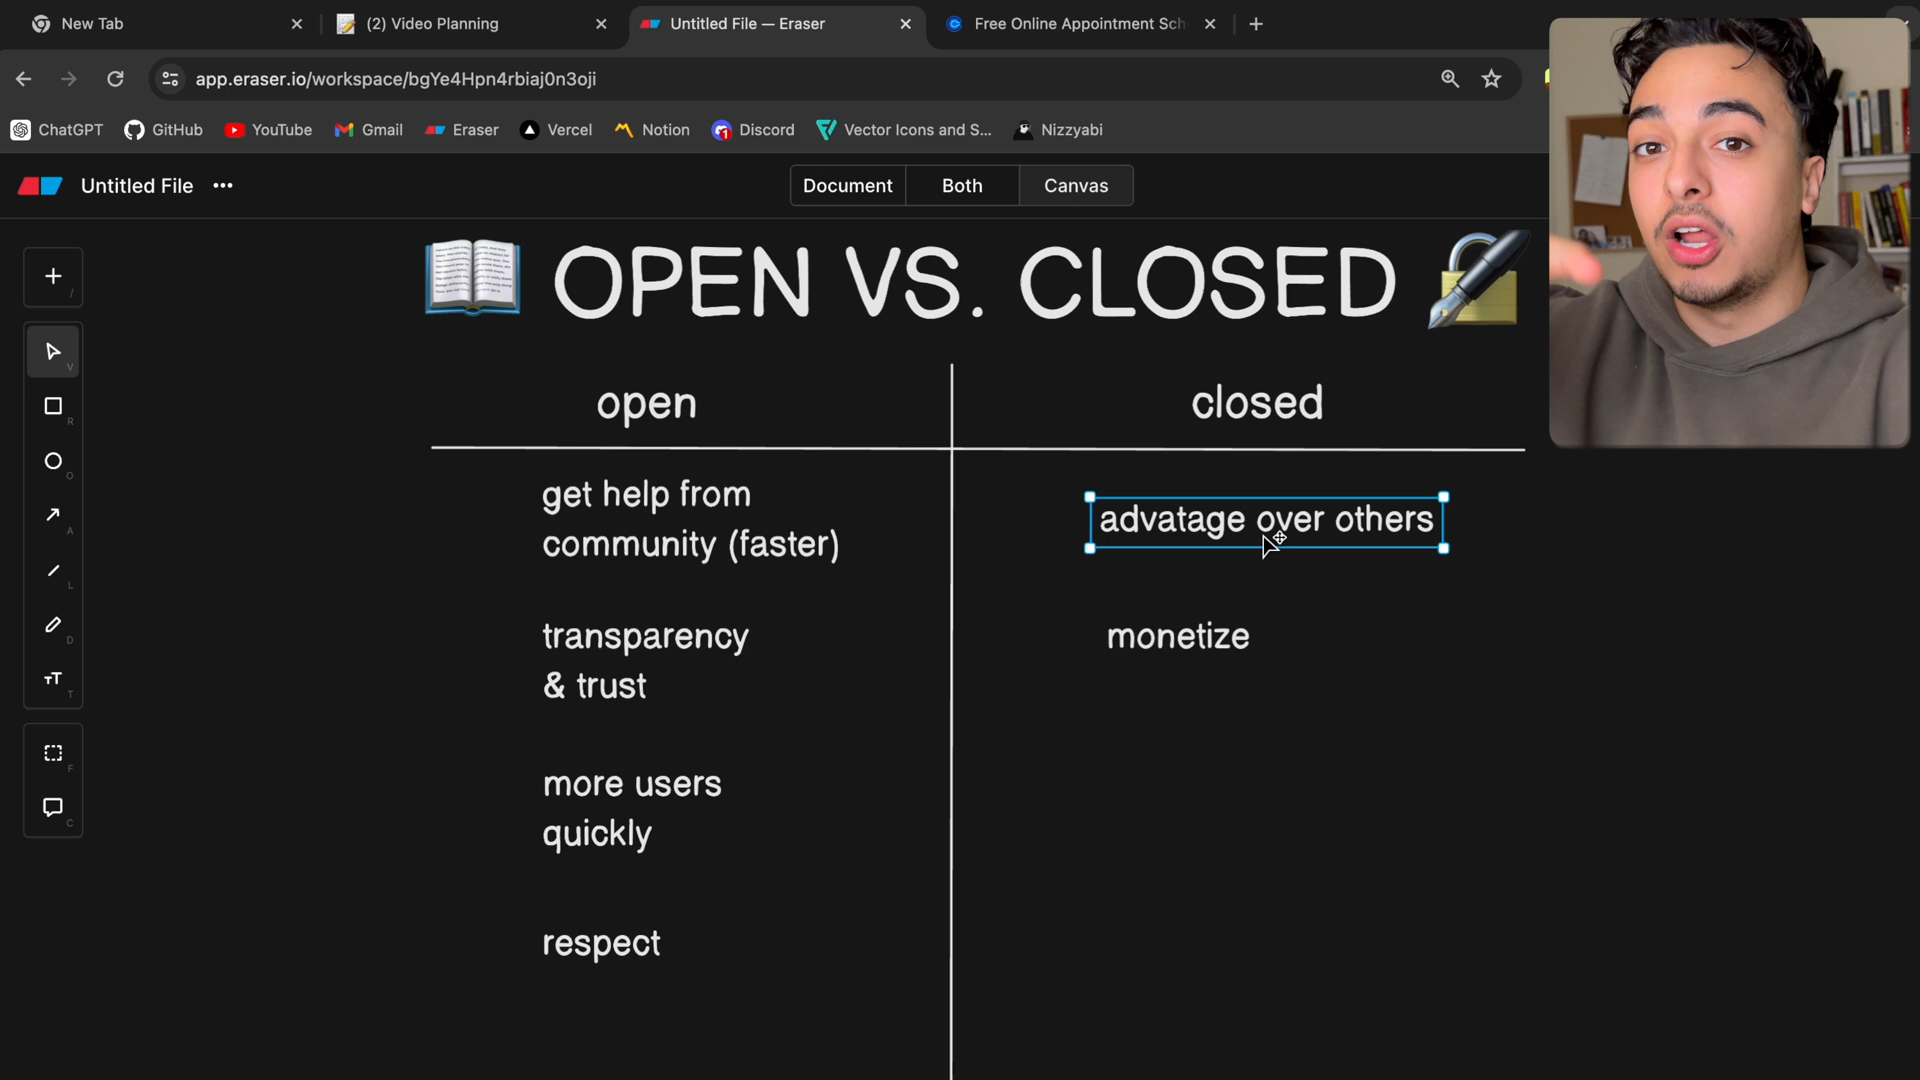 New Tab
(2) Video Planning
Untitled File — Eraser
Free Online Appointment Sch
app.eraser.io/workspace/bgYe4Hpn4rbiaj0n3oji
ChatGPT
GitHub
YouTube
Gmail
Eraser
Vercel
Notion
Discord
Vector Icons and S...
Nizzyabi
Untitled File
Document
Both
Canvas
OPEN VS. CLOSED
open
closed
get help from
community (faster)
advatage over others
transparency
& trust
monetize
more users
quickly
respect
/
V
R
O
A
L
D
T
F
C